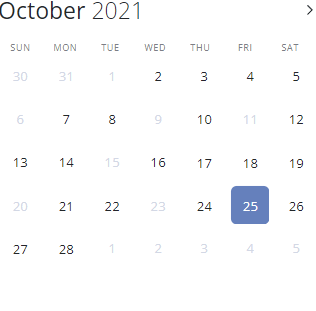 October 2021
SUN MON TUE WED THU FRI SAT
30 31 1 2 3 4 5
6 7 8 9 10 11 12
13 14 15 16 17 18 19
20 21 22 23 24 25 26
27 28 1 2 3 4 5